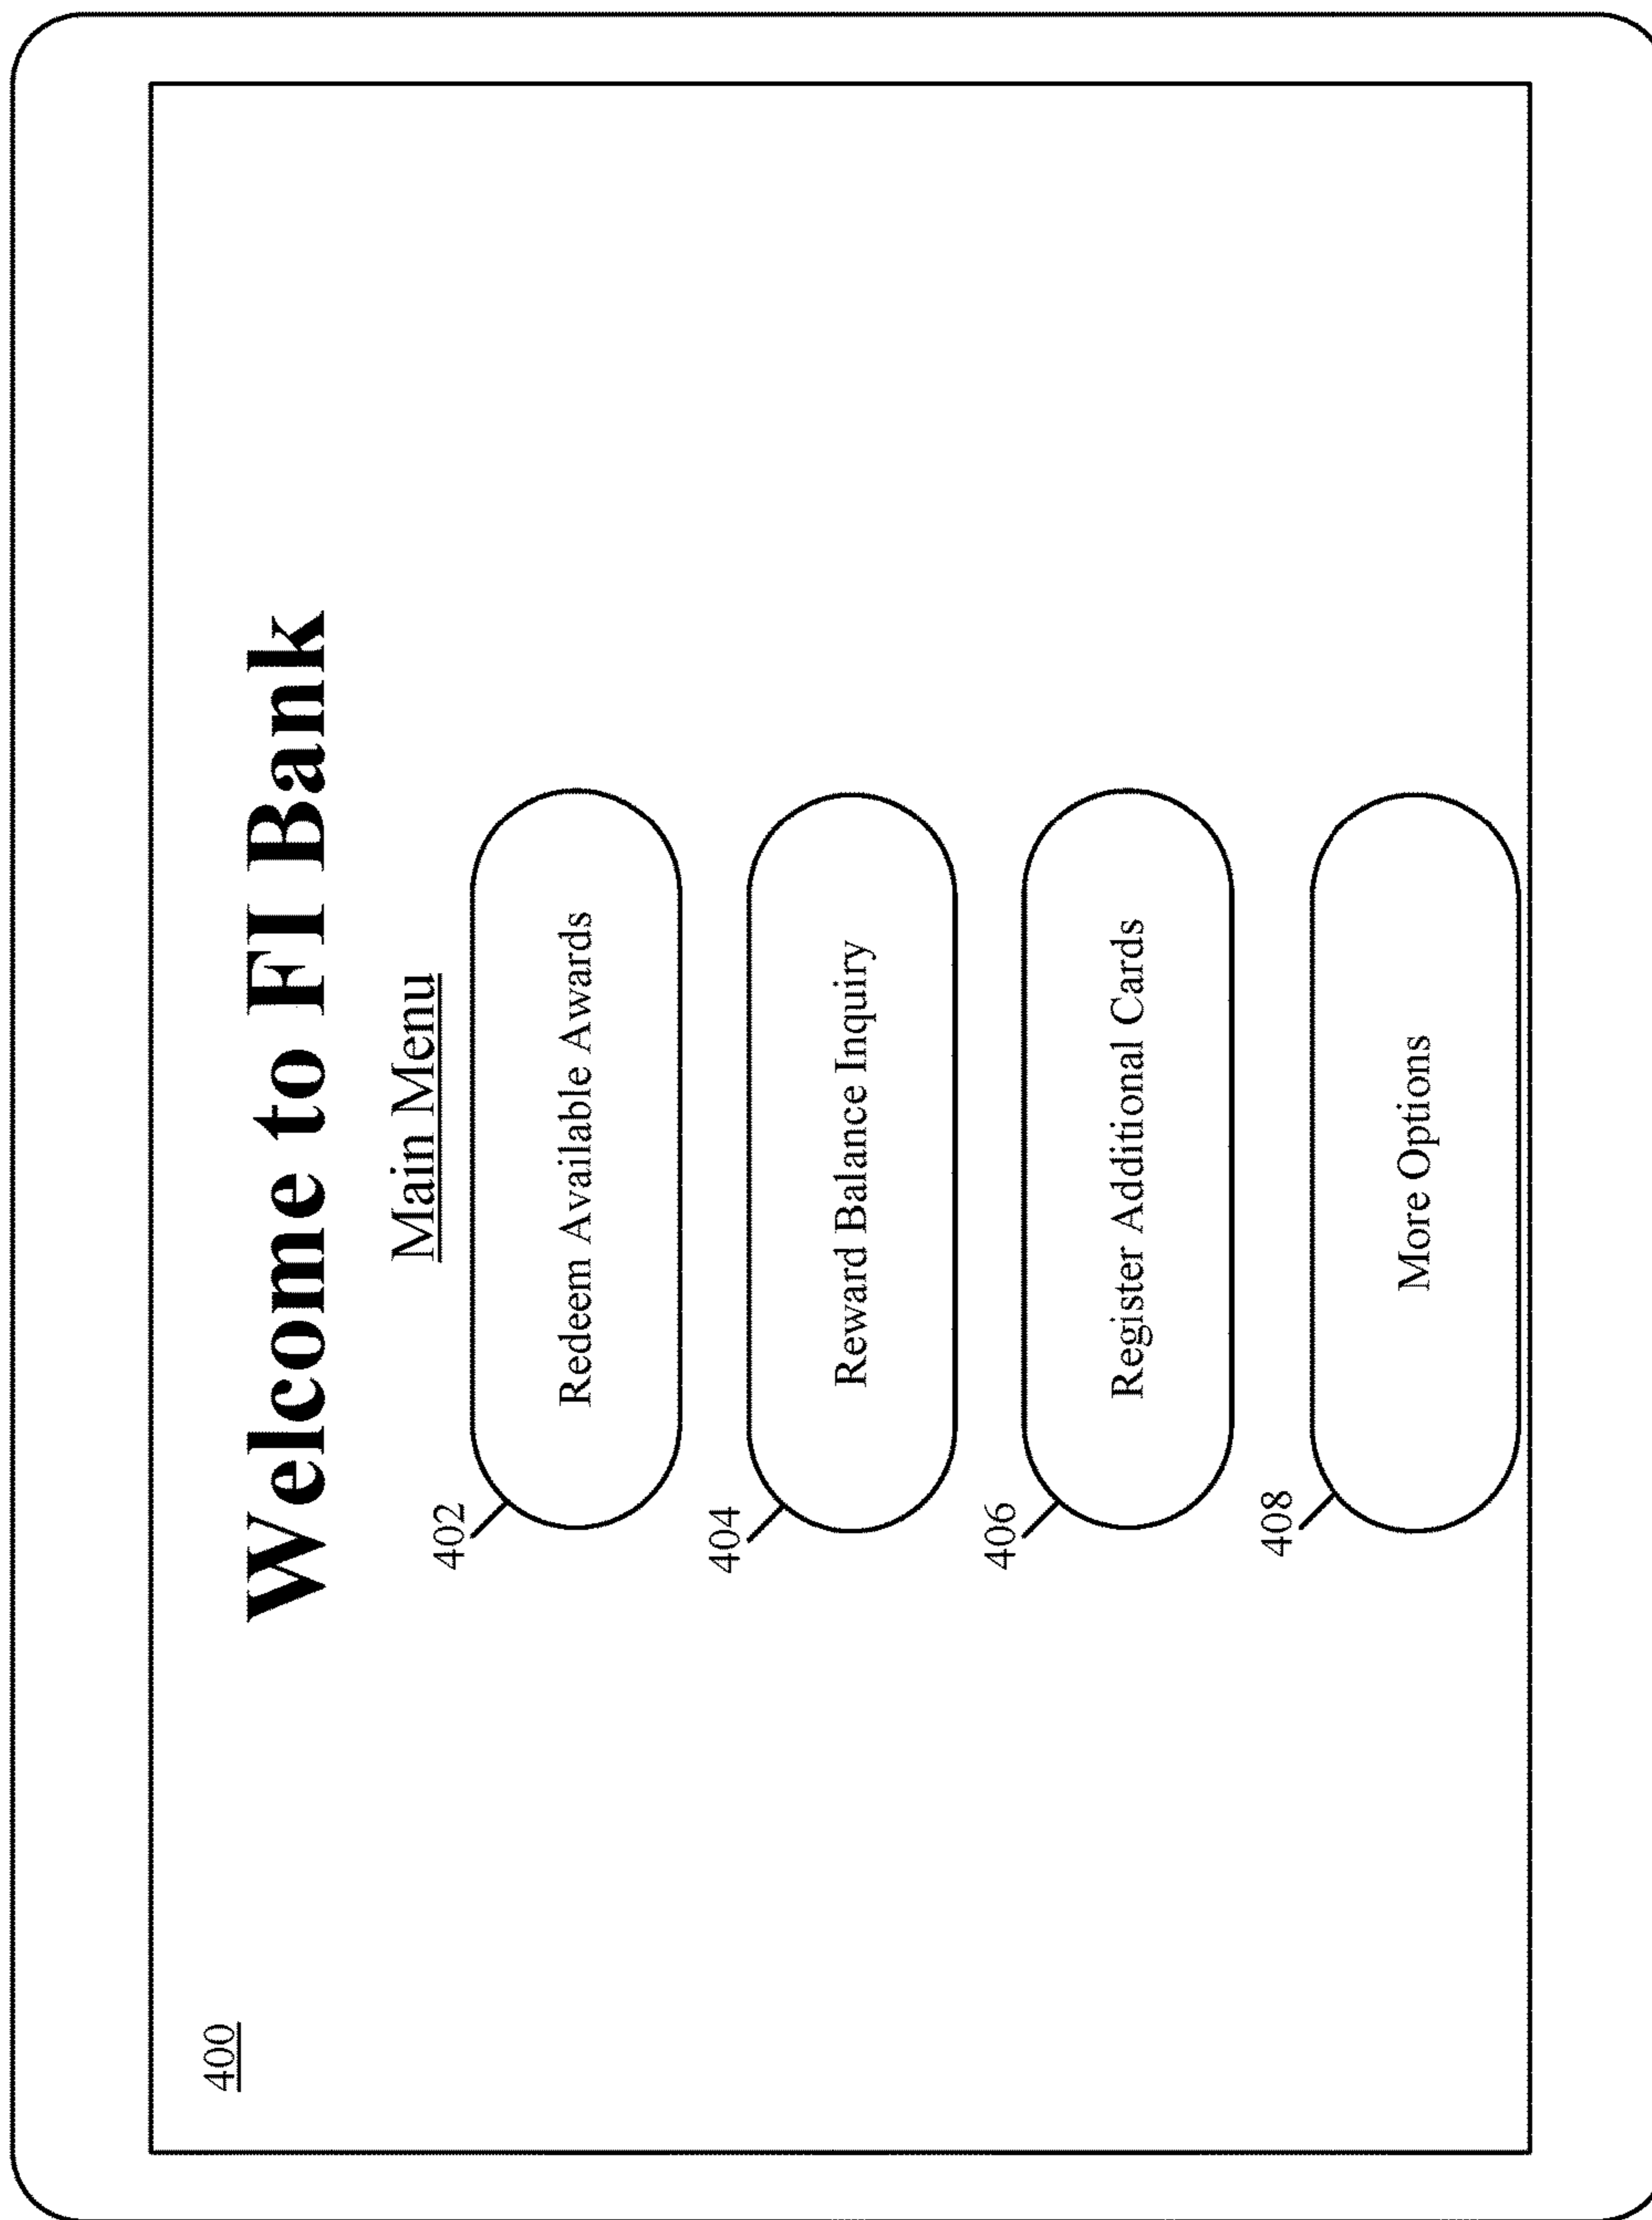 400
Welcome to FI Bank
Main Menu
402
Redeem Available Awards
404
Reward Balance Inquiry
406
Register Additional Cards
408
More Options